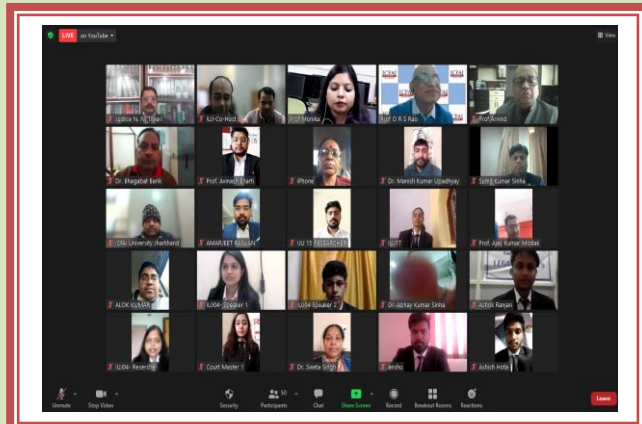 LIVE on YouTube
View
Justice N. N. Tiwari
IUJ-Co-Host
Prof Monika
Prof O R S Rao
Prof Arvind
Dr. Bhagabat Barik
Prof. Avinash Bharti
iPhone
Dr. Manish Kumar Upadhyay
Sumit Kumar Sinha
ICFAI University Jharkhand
AMARJEET RANJAN
IUJ 15 RESEARCHER
Prof. Ajay Kumar Modak
ALOK KUMAR
IUJ04- Speaker 1
IUJ04 Speaker 2
Dr. abhay Kumar Sinha
Ashok Ranjan
IUJ04-
Court Master 1
Dr. Sweta Singh
anshu
Ashish Hota
Unmute
Stop Video
Security
Participants
50
Chat
Share Screen
Record
Breakout Rooms
Reactions
Leave